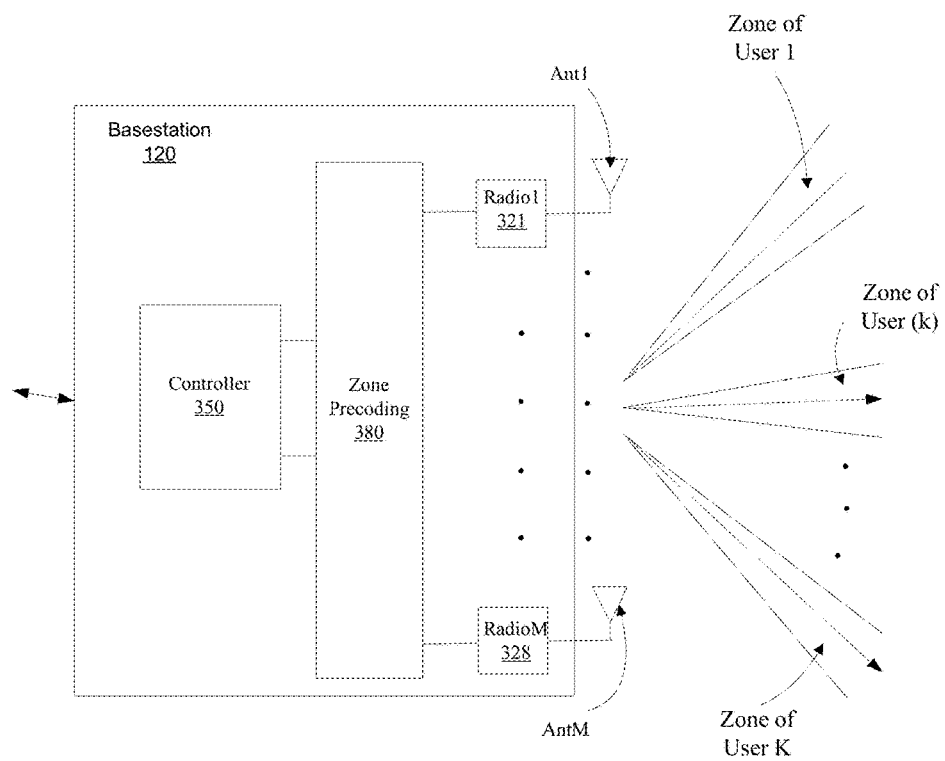 Zone of
User 1
Ant1
Basestation
120
Radio1
321
Zone of
User (k)
Controller
350
Zone
Precoding
380
RadioM
328
AntM
Zone of
User K